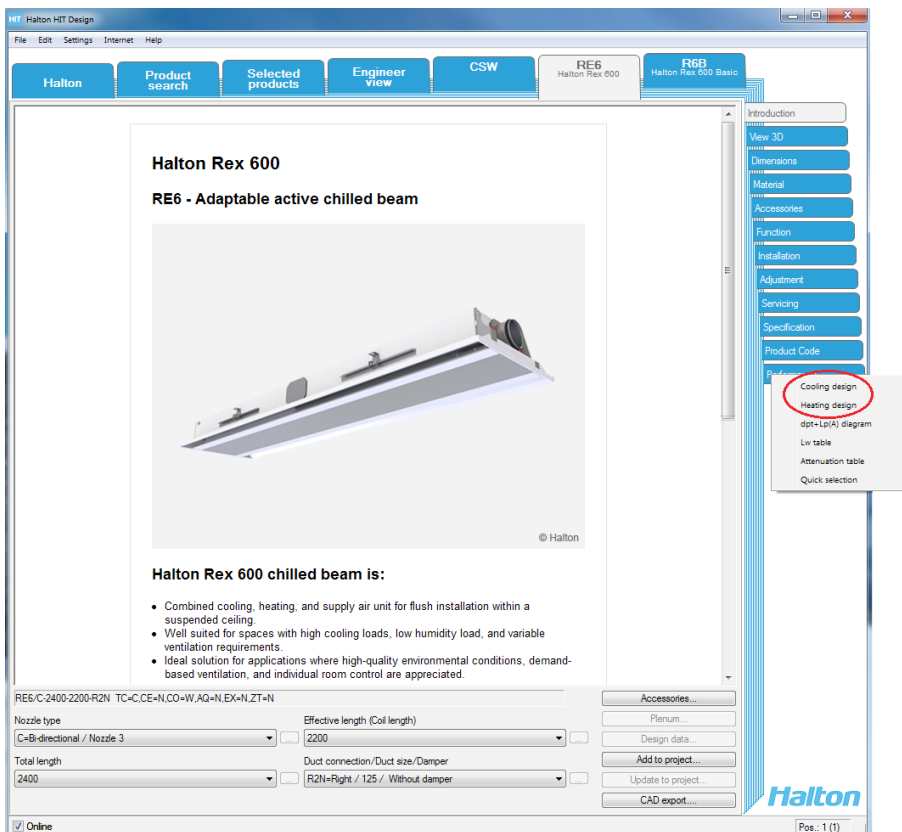 HIT Halton HIT Design
File Edit Settings Internet Help
Halton
Product search
Selected products
Engineer view
CSW
RE6
Halton Rex 600
R6B
Halton Rex 600 Basic
Introduction
View 3D
Dimensions
Material
Accessories
Function
Installation
Adjustment
Servicing
Specification
Product Code
Cooling design
Heating design
dpt+Lp(A) diagram
Lw table
Attenuation table
Quick selection
Halton Rex 600
RE6 - Adaptable active chilled beam
© Halton
Halton Rex 600 chilled beam is:
• Combined cooling, heating, and supply air unit for flush installation within a
suspended ceiling.
• Well suited for spaces with high cooling loads, low humidity load, and variable
ventilation requirements.
• Ideal solution for applications where high-quality environmental conditions, demand-
based ventilation, and individual room control are appreciated.
RE6/C-2400-2200-R2N TC=C,CE=N,CO=W,AQ=N,EX=N,ZT=N
Nozzle type
C=Bi-directional / Nozzle 3
...
Effective length (Coil length)
2200
...
Total length
2400
...
Duct connection/Duct size/Damper
R2N=Right / 125 / Without damper
...
Accessories...
Plenum...
Design data...
Add to project...
Update to project...
CAD export....
Halton
Online
Pos.: 1 (1)